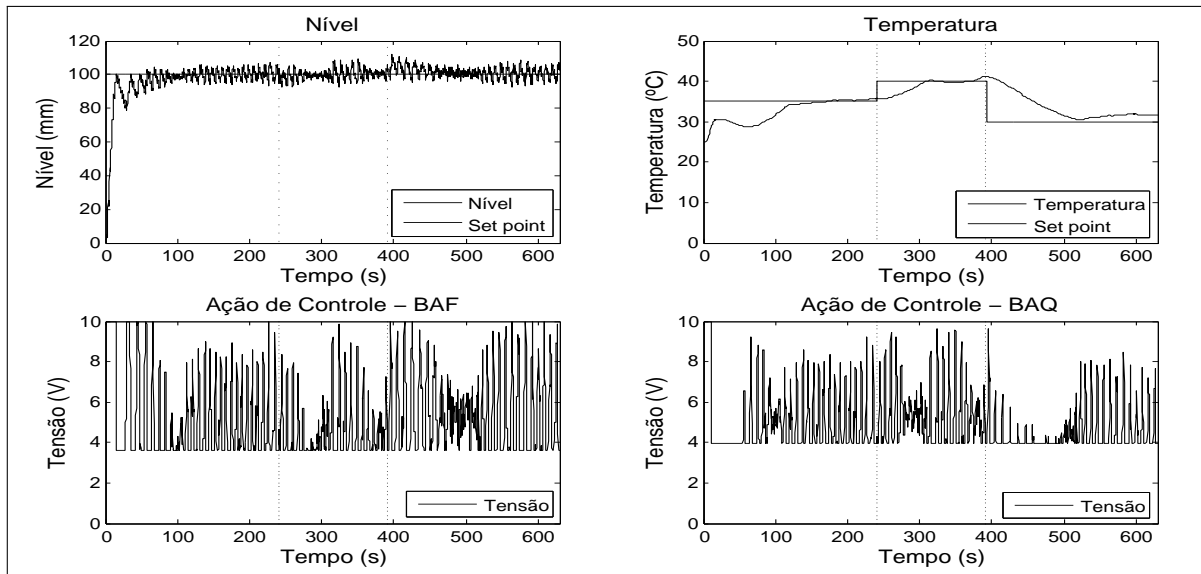 Nível
120
100
80
60
40
20
0
Nível (mm)
0 100 200 300 400 500 600
Tempo (s)
Nível
Set point
Temperatura
50
40
30
20
10
0
Temperatura (ºC)
0 100 200 300 400 500 600
Tempo (s)
Temperatura
Set point
Ação de Controle – BAF
10
8
6
4
2
0
Tensão (V)
0 100 200 300 400 500 600
Tempo (s)
Tensão
Ação de Controle – BAQ
10
8
6
4
2
0
Tensão (V)
0 100 200 300 400 500 600
Tempo (s)
Tensão